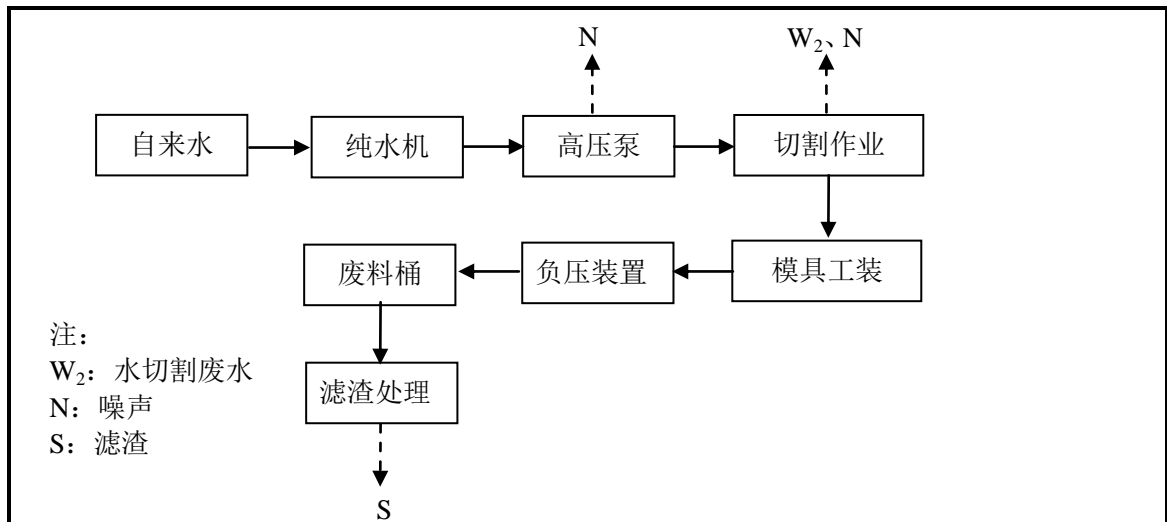 N
W₂、N
自来水
纯水机
高压泵
切割作业
废料桶
负压装置
模具工装
注：
W₂：水切割废水
N：噪声
S：滤渣
滤渣处理
S